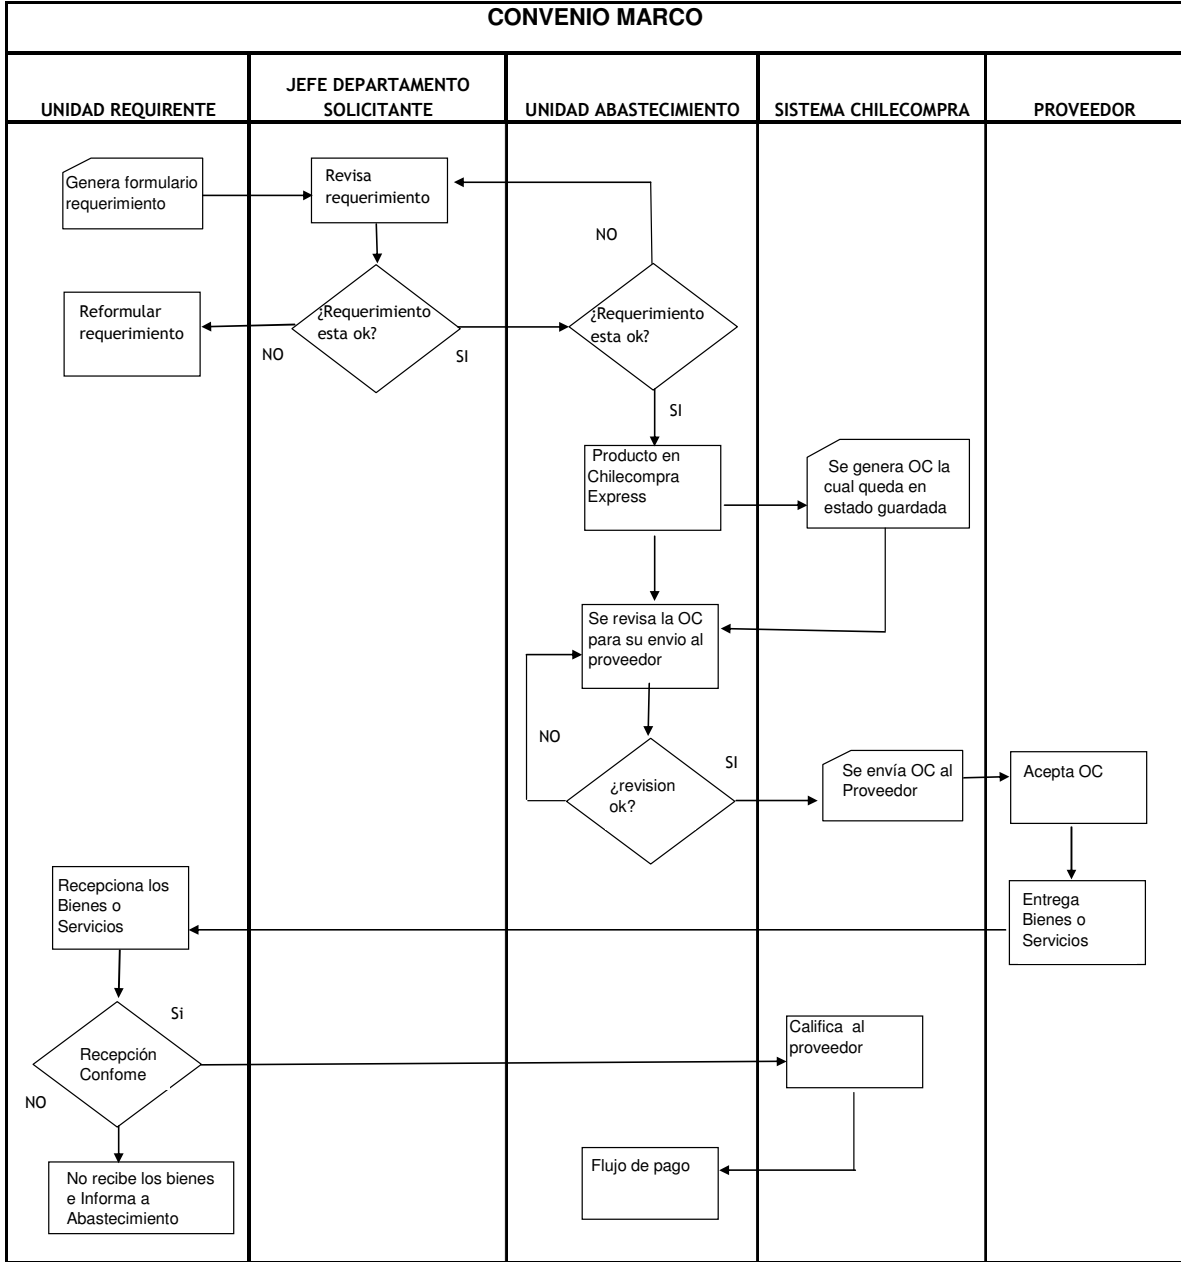 CONVENIO MARCO
UNIDAD REQUIRENTE
JEFE DEPARTAMENTO
SOLICITANTE
UNIDAD ABASTECIMIENTO
SISTEMA CHILECOMPRA
PROVEEDOR
Genera formulario
requerimiento
Revisa
requerimiento
NO
Reformular
requerimiento
¿Requerimiento
esta ok?
¿Requerimiento
esta ok?
NO
SI
SI
Producto en
Chilecompra
Express
Se genera OC la
cual queda en
estado guardada
Se revisa la OC
para su envio al
proveedor
NO
¿revision
ok?
SI
Se envía OC al
Proveedor
Acepta OC
Recepciona los
Bienes o
Servicios
Entrega
Bienes o
Servicios
Si
Recepción
Confome
NO
Califica al
proveedor
No recibe los bienes
e Informa a
Abastecimiento
Flujo de pago